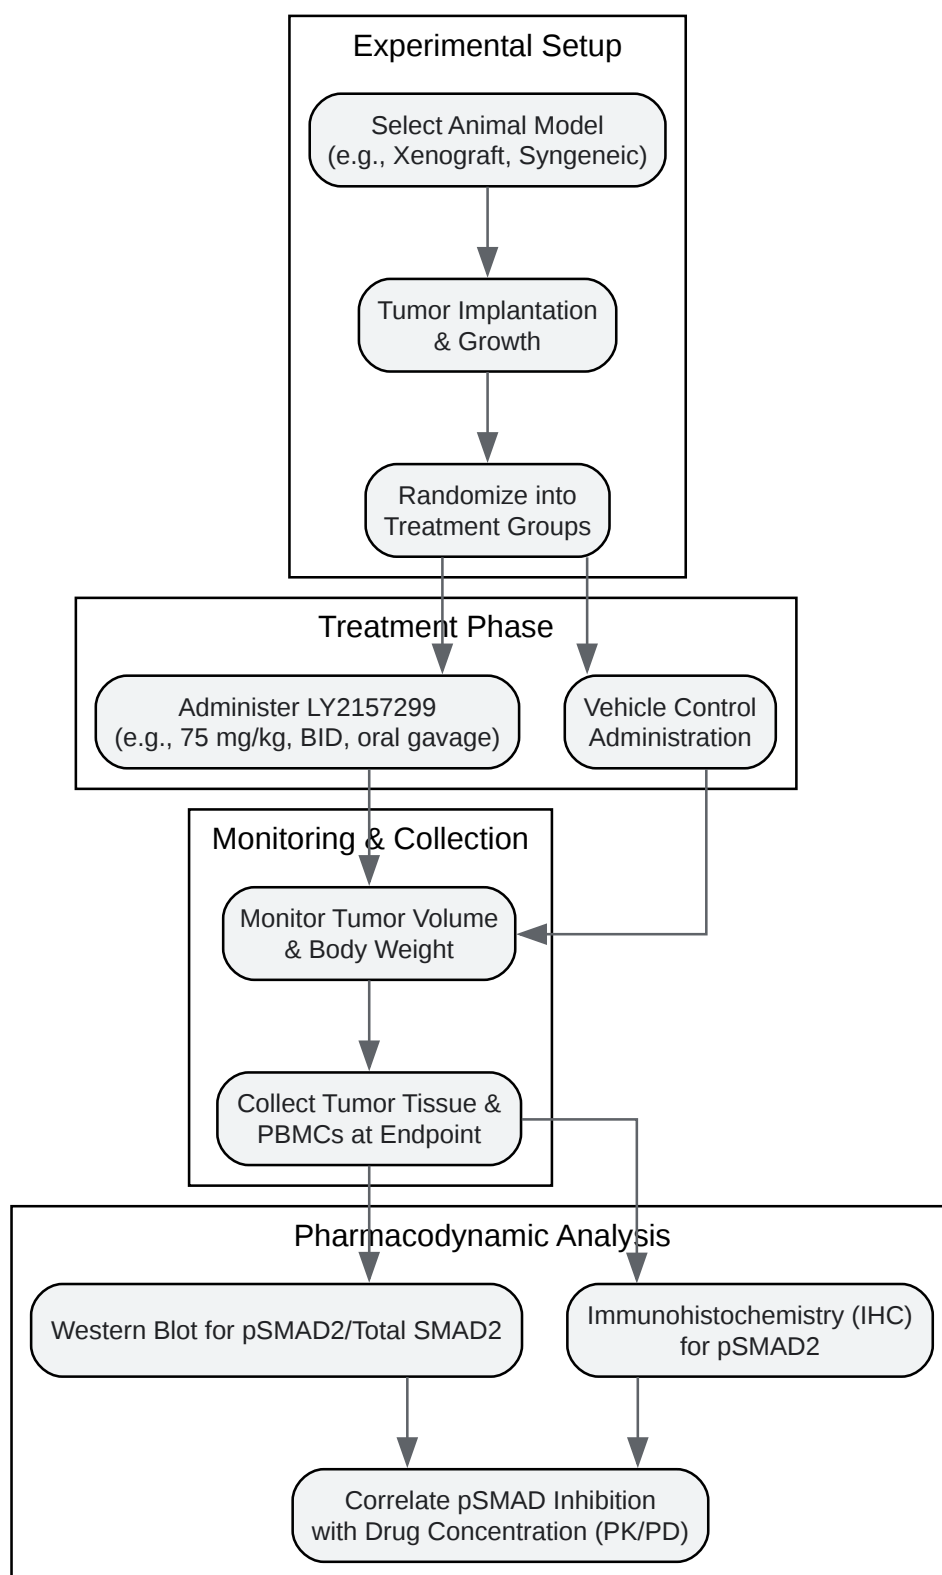 Experimental Setup
Select Animal Model
(e.g., Xenograft, Syngeneic)
Tumor Implantation
& Growth
Randomize into
Treatment Groups
Treatment Phase
Administer LY2157299
(e.g., 75 mg/kg, BID, oral gavage)
Vehicle Control
Administration
Monitoring & Collection
Monitor Tumor Volume
& Body Weight
Collect Tumor Tissue &
PBMCs at Endpoint
Pharmacodynamic Analysis
Western Blot for pSMAD2/Total SMAD2
Immunohistochemistry (IHC)
for pSMAD2
Correlate pSMAD Inhibition
with Drug Concentration (PK/PD)